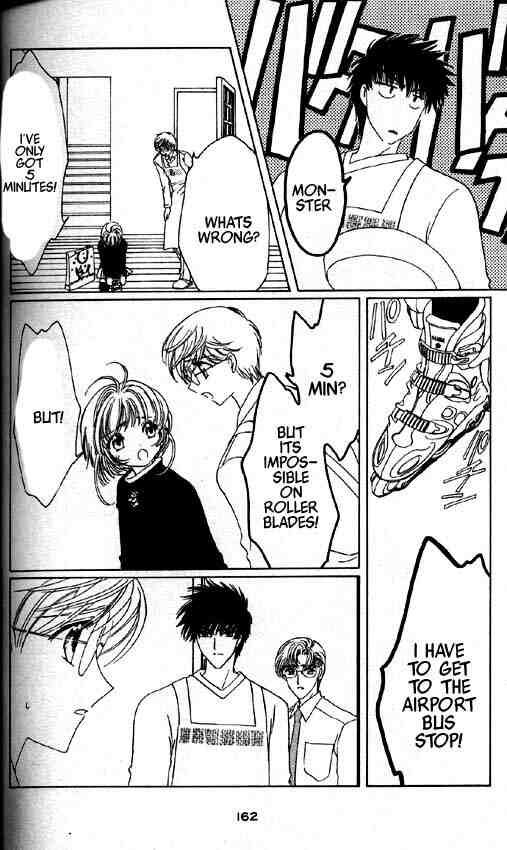 MON-
STER
WHATS
WRONG?
I'VE
ONLY
GOT
5
MINUTES!
I HAVE
TO GET
TO THE
AIRPORT
BUS
STOP!
5
MIN?
BUT
ITS
IMPOS-
SIBLE
ON
ROLLER
BLADES!
BUT!
162